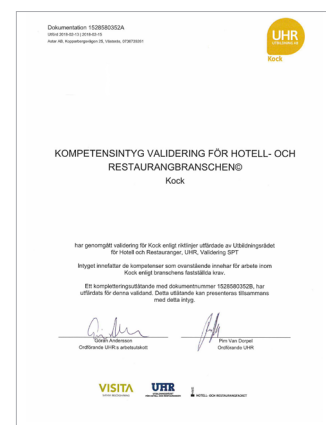 Dokumentation 1528580352A
Kock
KOMPETENSINTYG VALIDERING FÖR HOTELL- OCH
RESTAURANGBRANSCHEN©
Kock
har genomgått validering för Kock enligt riktlinjer utfärdade av Utbildningsrådet
för Hotell och Restauranger, UHR, Validering SPT
Intyget innefattar de kompetenser som ovanstående innehar för arbete inom
Kock enligt branschens fastställda krav.
Ett kompletteringsutlåtande med dokumentnummer 1528580352B, har
utfärdats för denna validand. Detta utlåtande kan presenteras tillsammans
med detta intyg.
Göran Andersson
Pim Van Dorpel
Ordförande UHR:s arbetsutskott
Ordförande UHR
UHR
VISITA
UHR
HOTELL- OCH RESTAURANGFACKET